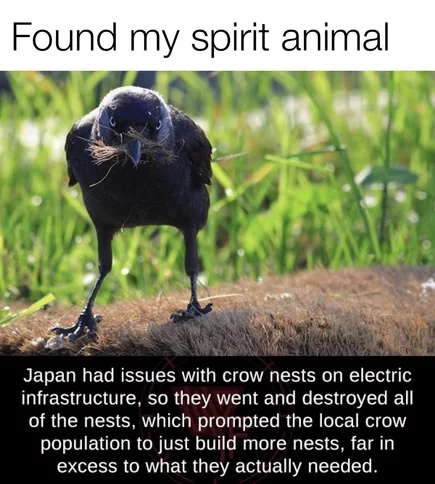 Found my spirit animal
Japan had issues with crow nests on electric
infrastructure, so they went and destroyed all
of the nests, which prompted the local crow
population to just build more nests, far in
excess to what they actually needed.